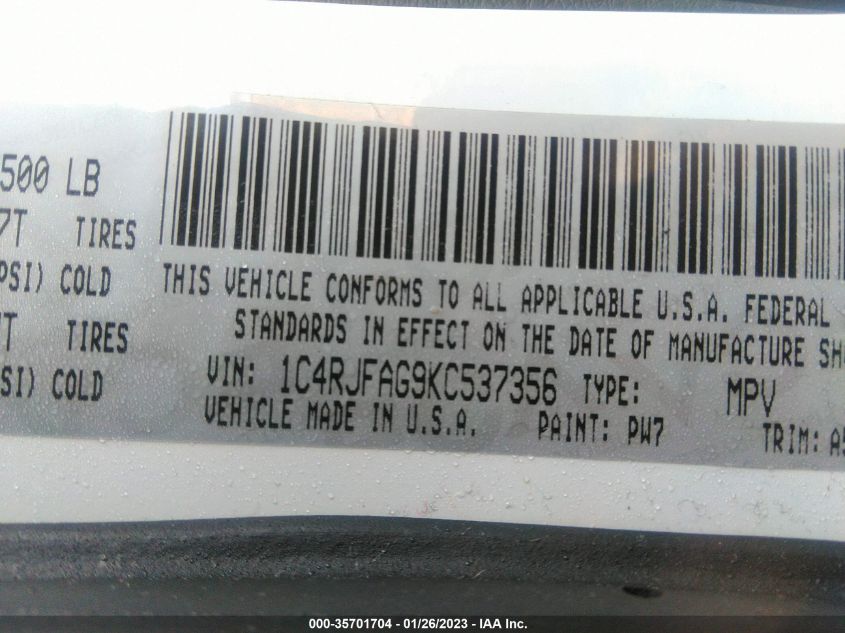 500 LB
7T TIRES
PSI) COLD
THIS VEHICLE CONFORMS TO ALL APPLICABLE U.S.A. FEDERAL
T TIRES
STANDARDS IN EFFECT ON THE DATE OF MANUFACTURE SH
SI) COLD
VIN: 1C4RJFAG9KC537356 TYPE: MPV
VEHICLE MADE IN U.S.A. PAINT: PW7 TRIM: A5
000-35701704 - 01/26/2023 - IAA Inc.